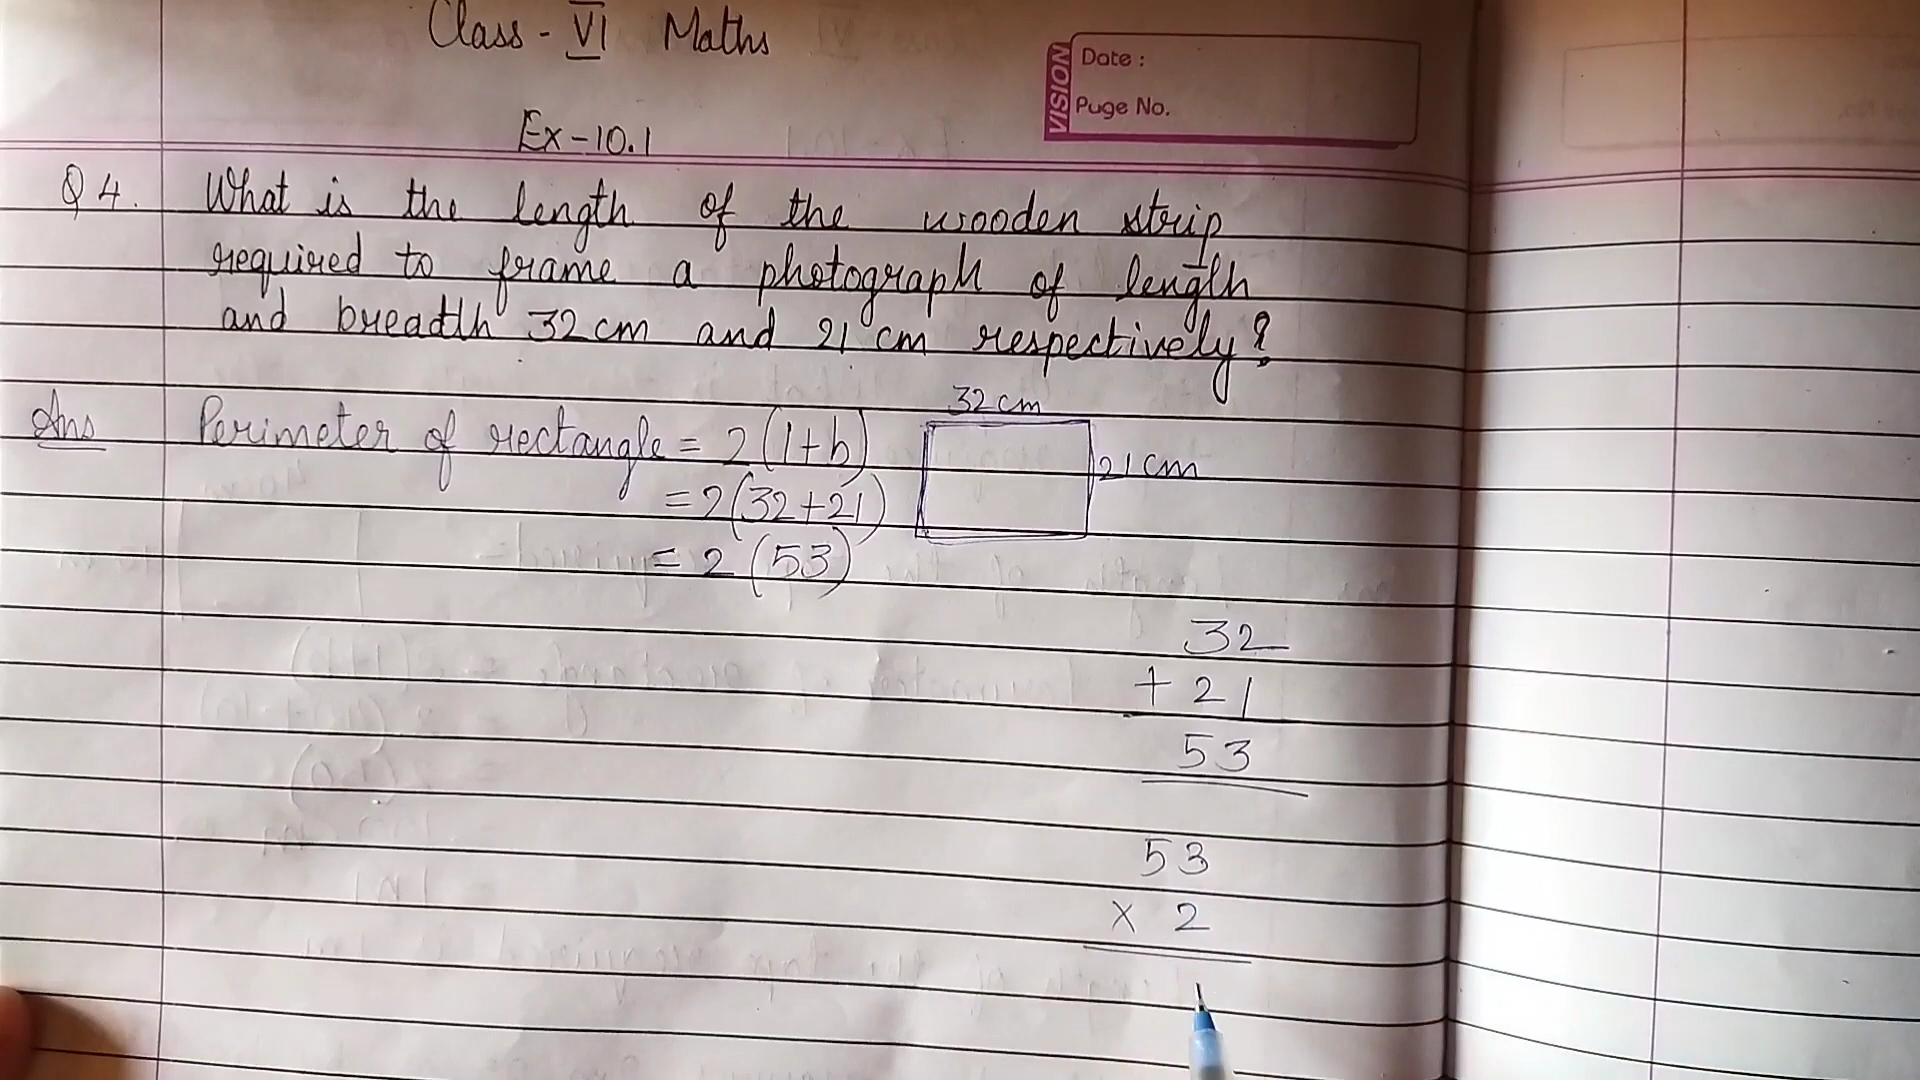 Class - VI Maths
VISION
Date :
Puge No.
Ex-10.1
Q 4. What is the length of the wooden strip
required to frame a photograph of length
and breadth 32 cm and 21 cm respectively?
Ans Perimeter of rectangle = 2(l+b)
32 cm
21 cm
= 2(32+21)
= 2 (53)
32
+ 21
53
53
x 2